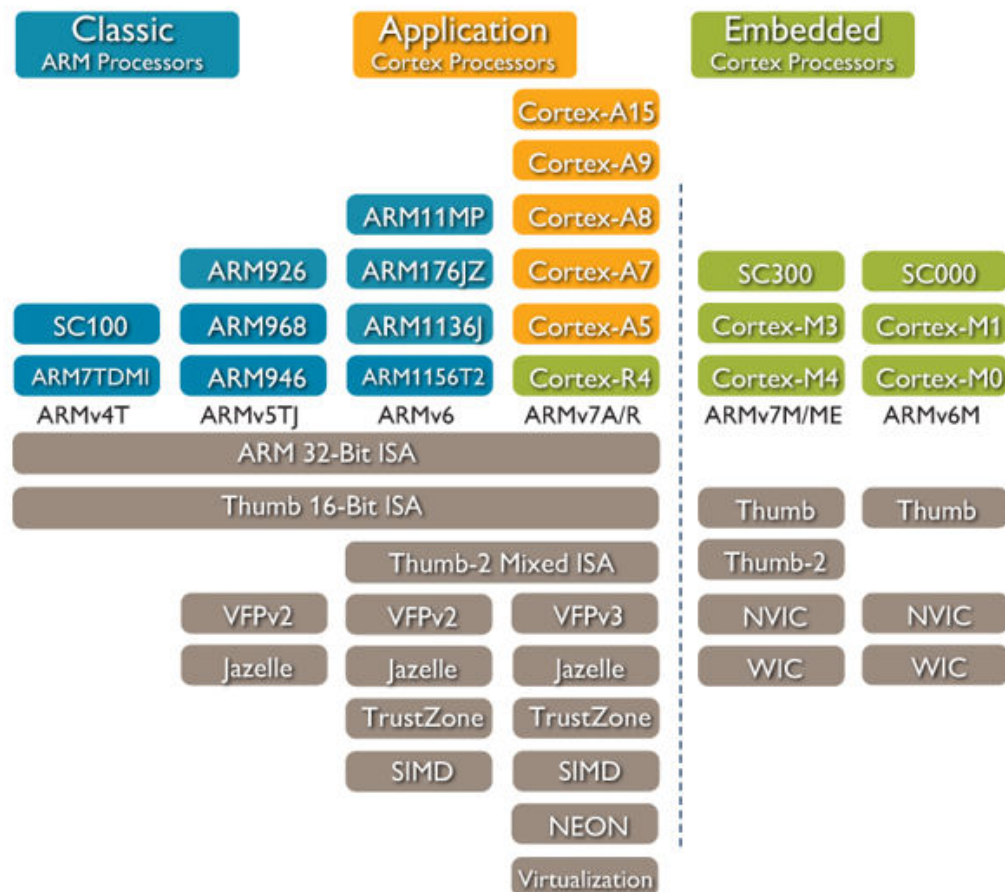 Classic
ARM Processors
Application
Cortex Processors
Embedded
Cortex Processors
Cortex-A15
Cortex-A9
ARM11MP
Cortex-A8
ARM926
ARM176JZ
Cortex-A7
SC300
SC000
SC100
ARM968
ARM1136J
Cortex-A5
Cortex-M3
Cortex-M1
ARM7TDMI
ARM946
ARM1156T2
Cortex-R4
Cortex-M4
Cortex-M0
ARMv4T
ARMv5TJ
ARMv6
ARMv7A/R
ARMv7M/ME
ARMv6M
ARM 32-Bit ISA
Thumb 16-Bit ISA
Thumb
Thumb
Thumb-2 Mixed ISA
Thumb-2
VFPv2
VFPv2
VFPv3
NVIC
NVIC
Jazelle
Jazelle
Jazelle
WIC
WIC
TrustZone
TrustZone
SIMD
SIMD
NEON
Virtualization